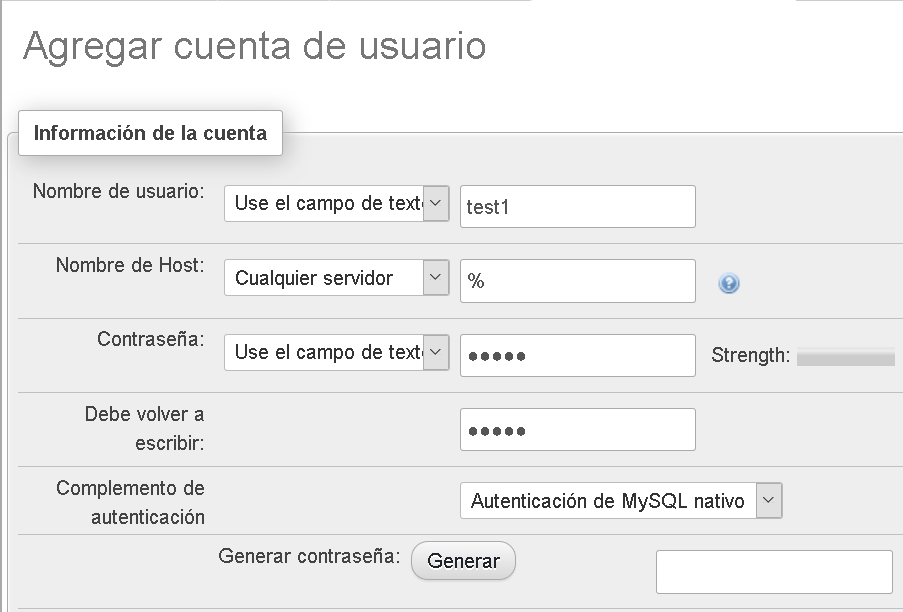 Agregar cuenta de usuario
Información de la cuenta
Nombre de usuario: Use el campo de text test1
Nombre de Host: Cualquier servidor %
Contraseña: Use el campo de text ●●●●● Strength:
Debe volver a
escribir: ●●●●●
Complemento de
autenticación Autenticación de MySQL nativo
Generar contraseña: Generar